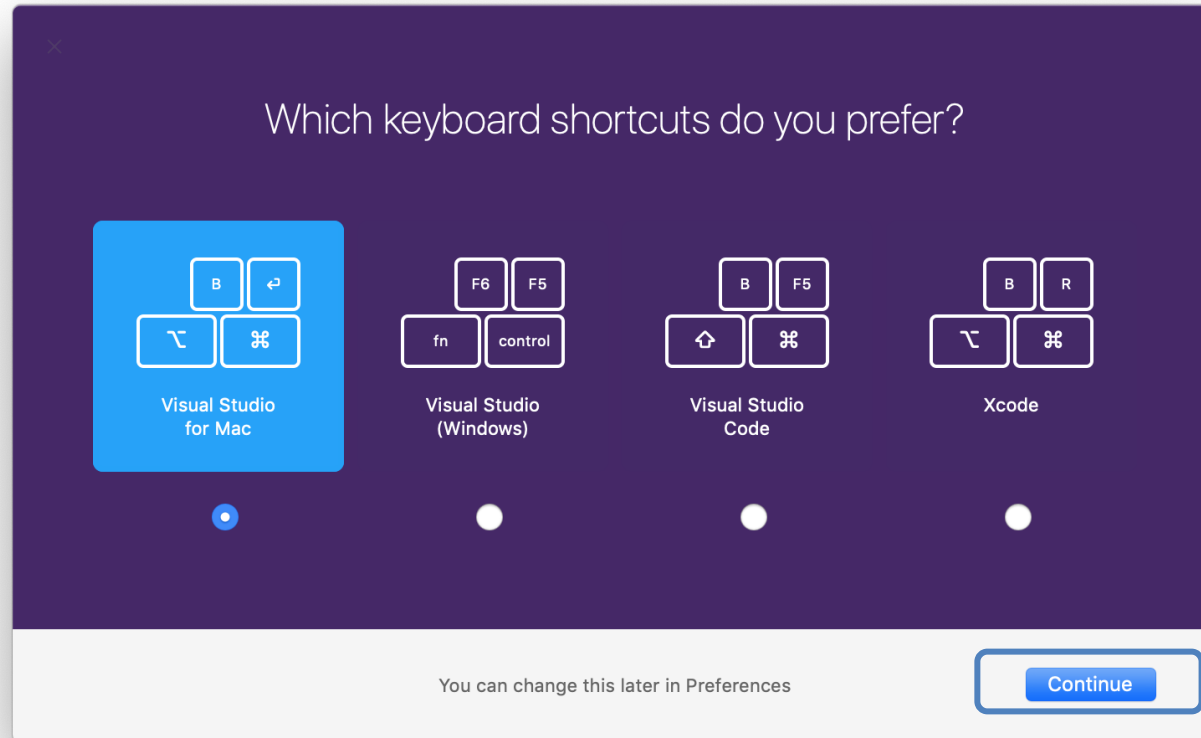 Which keyboard shortcuts do you prefer?
B ↵
⌥ ⌘
Visual Studio
for Mac
F6 F5
fn control
Visual Studio
(Windows)
B F5
⇧ ⌘
Visual Studio
Code
B R
⌥ ⌘
Xcode
You can change this later in Preferences
Continue